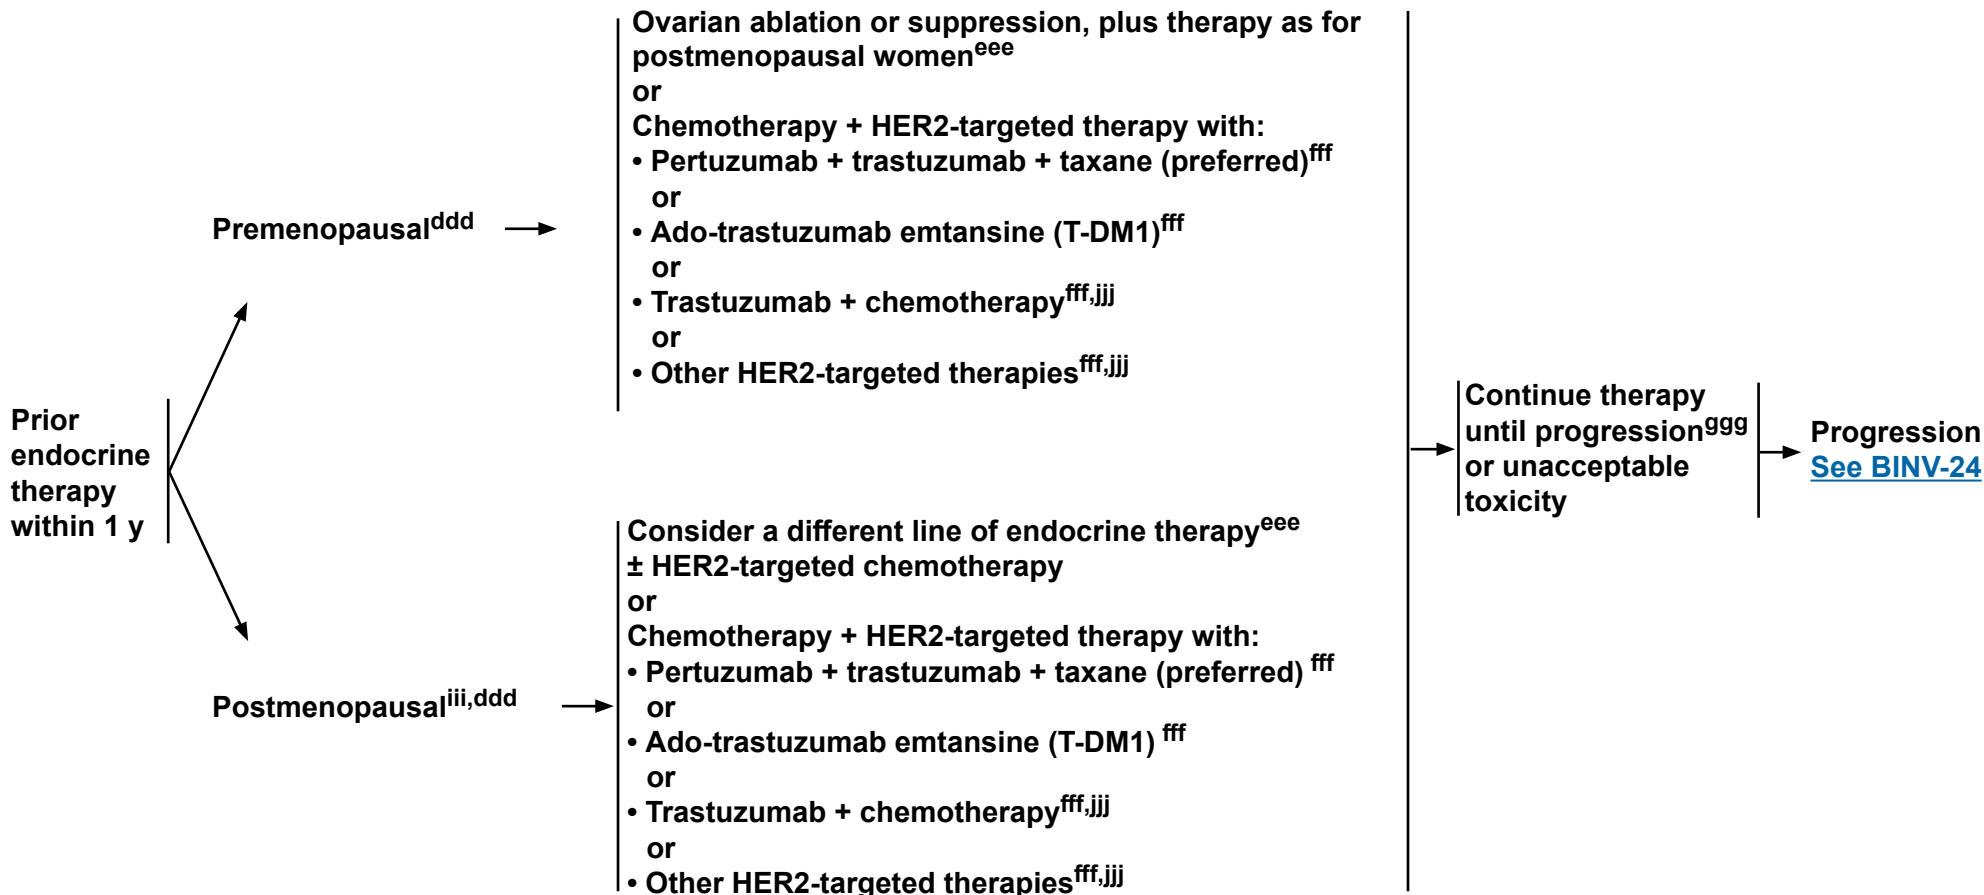 Prior
endocrine
therapy
within 1 y
Premenopausalddd
Ovarian ablation or suppression, plus therapy as for
postmenopausal womeneee
or
Chemotherapy + HER2-targeted therapy with:
• Pertuzumab + trastuzumab + taxane (preferred)fff
or
• Ado-trastuzumab emtansine (T-DM1)fff
or
• Trastuzumab + chemotherapyfff,jjj
or
• Other HER2-targeted therapiesfff,jjj
Postmenopausaliii,ddd
Consider a different line of endocrine therapyeee
± HER2-targeted chemotherapy
or
Chemotherapy + HER2-targeted therapy with:
• Pertuzumab + trastuzumab + taxane (preferred) fff
or
• Ado-trastuzumab emtansine (T-DM1) fff
or
• Trastuzumab + chemotherapyfff,jjj
or
• Other HER2-targeted therapiesfff,jjj
Continue therapy
until progressionggg
or unacceptable
toxicity
Progression
See BINV-24